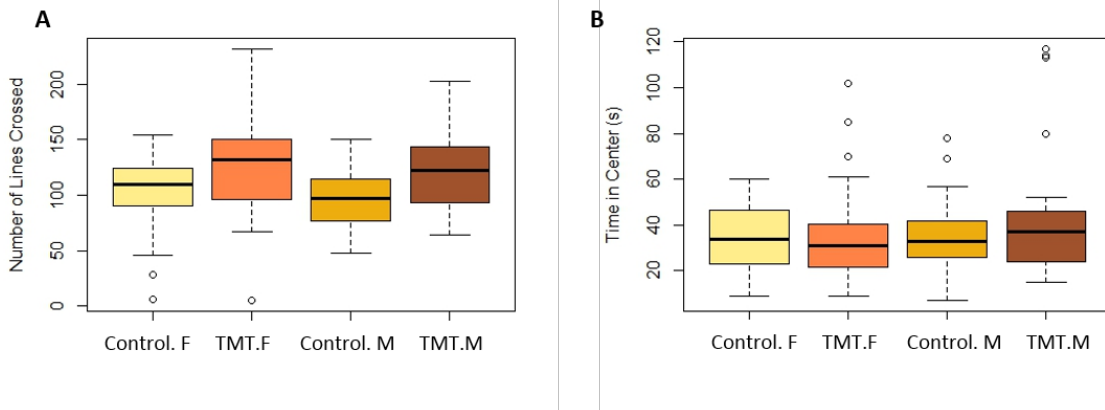 A
Number of Lines Crossed
200
150
100
50
0
Control. F TMT.F Control. M TMT.M
B
Time in Center (s)
120
100
80
60
40
20
Control. F TMT.F Control. M TMT.M